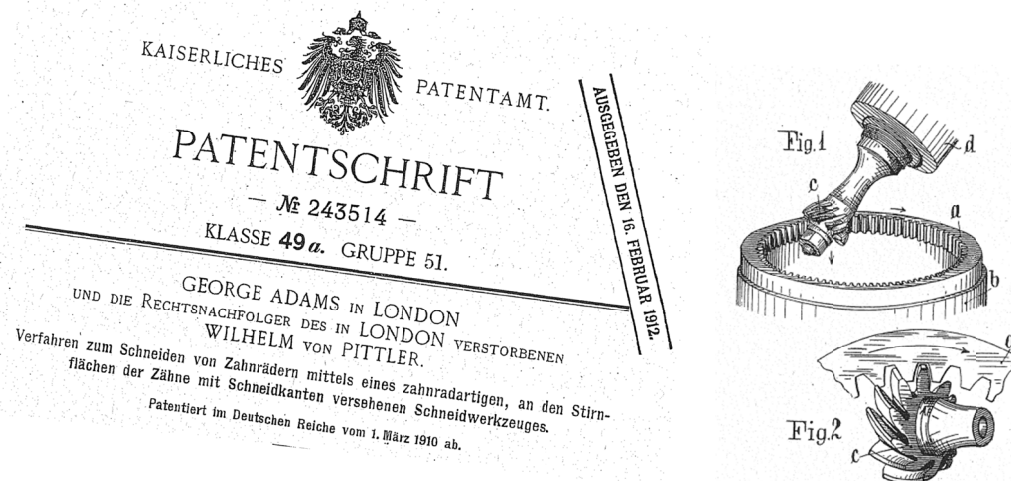 KAISERLICHES PATENTAMT.
PATENTSCHRIFT
— № 243514 —
KLASSE 49a. GRUPPE 51.
AUSGEGEBEN DEN 16. FEBRUAR 1912.
GEORGE ADAMS IN LONDON
UND DIE RECHTSNACHFOLGER DES IN LONDON VERSTORBENEN
WILHELM VON PITTLER.
Verfahren zum Schneiden von Zahnrädern mittels eines zahnradartigen, an den Stirn-
flächen der Zähne mit Schneidkanten versehenen Schneidwerkzeuges.
Patentiert im Deutschen Reiche vom 1. März 1910 ab.
Fig.1
d
c
a
b
Fig.2
c